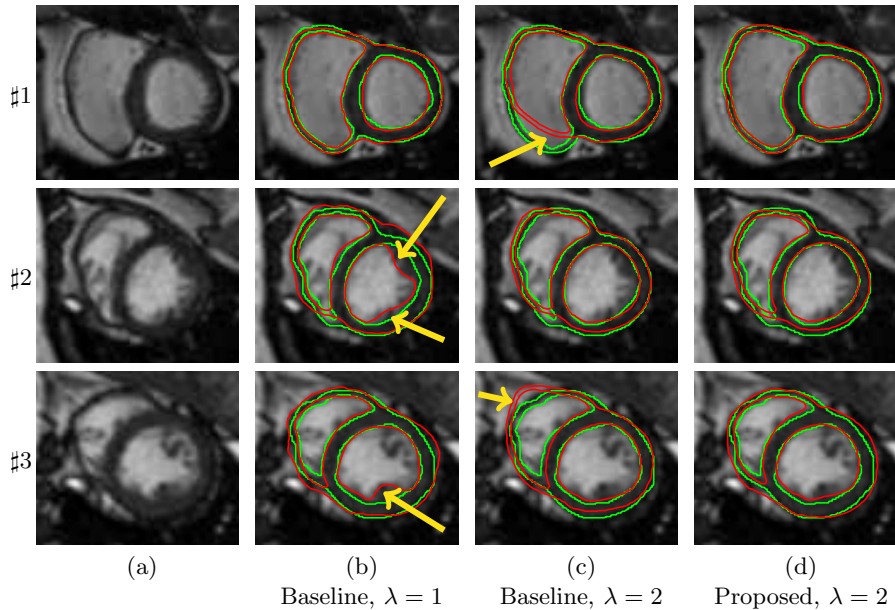 ♯1
♯2
♯3
(a) (b) (c) (d)
Baseline, λ = 1 Baseline, λ = 2 Proposed, λ = 2